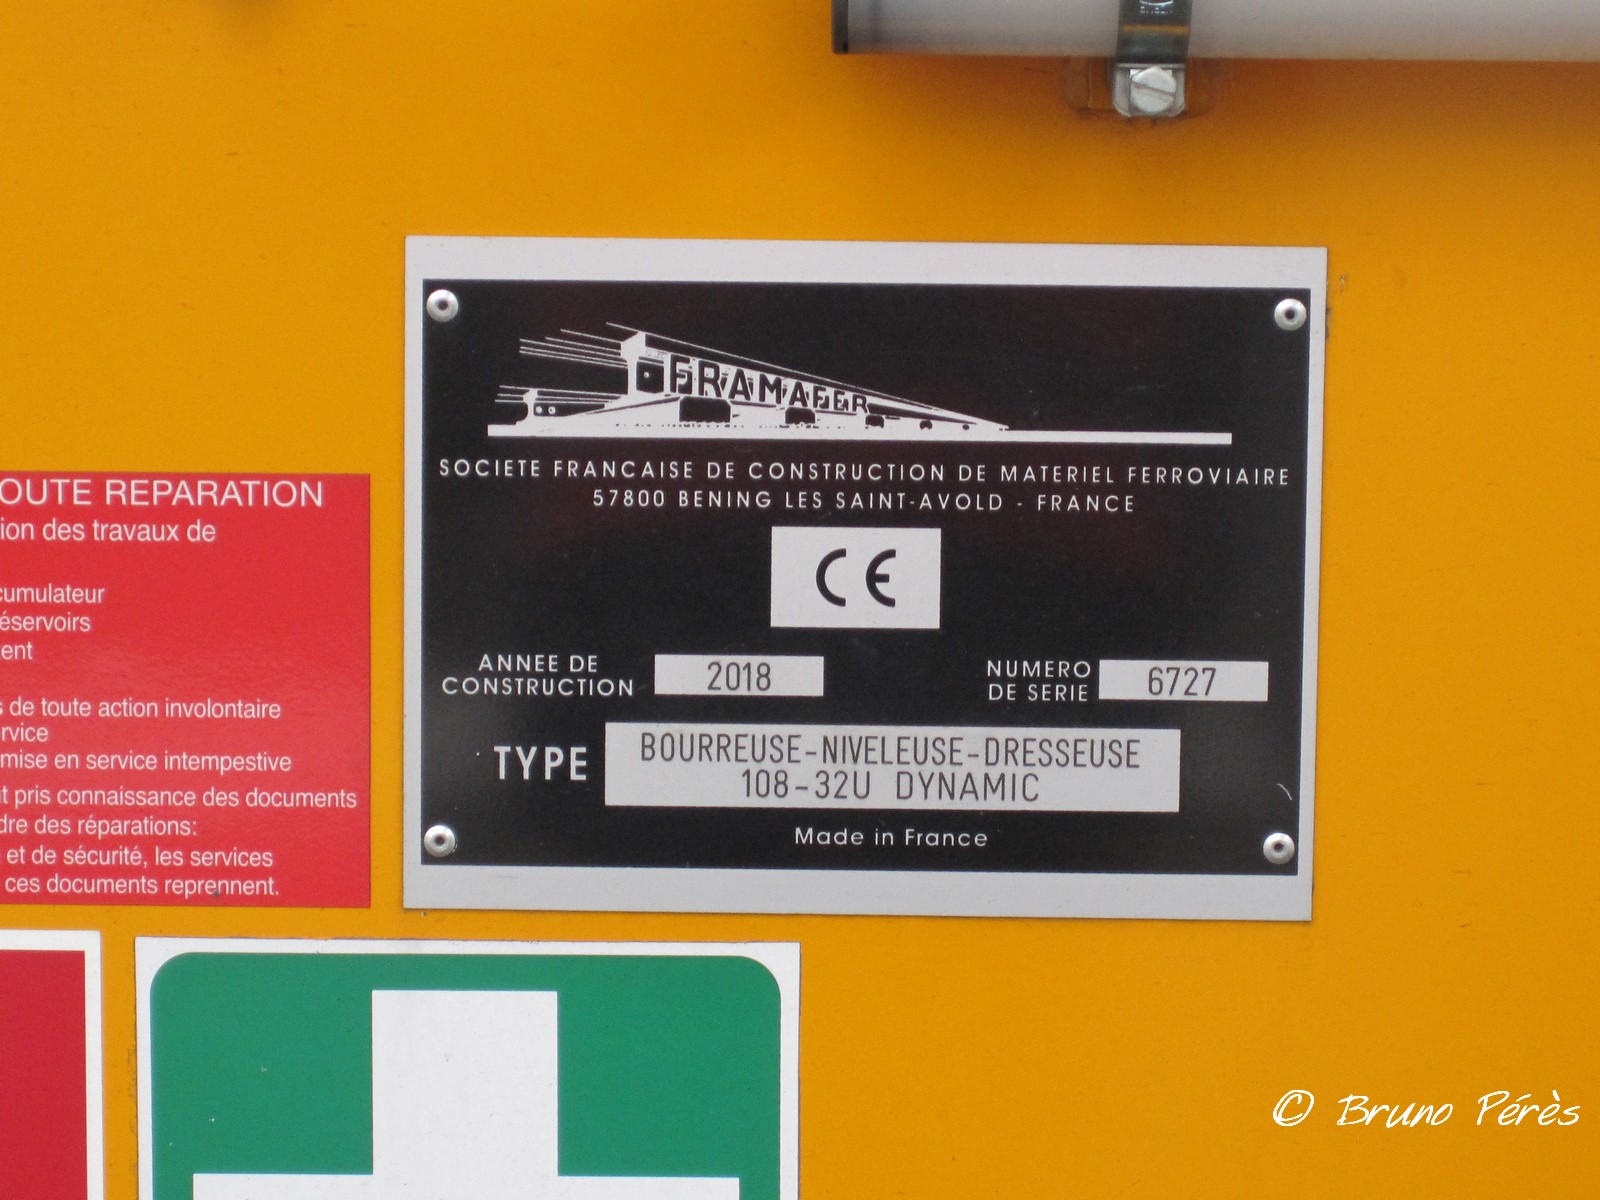 FRAMAFER
SOCIETE FRANCAISE DE CONSTRUCTION DE MATERIEL FERROVIAIRE
57800 BENING LES SAINT-AVOLD - FRANCE
CE
ANNEE DE
CONSTRUCTION
2018
NUMERO
DE SERIE
6727
TYPE
BOURREUSE-NIVELEUSE-DRESSEUSE
108-32U DYNAMIC
Made in France
OUTE REPARATION
ion des travaux de
cumulateur
éservoirs
ent
s de toute action involontaire
rvice
mise en service intempestive
t pris connaissance des documents
dre des réparations:
et de sécurité, les services
ces documents reprennent.
© Bruno Pérès